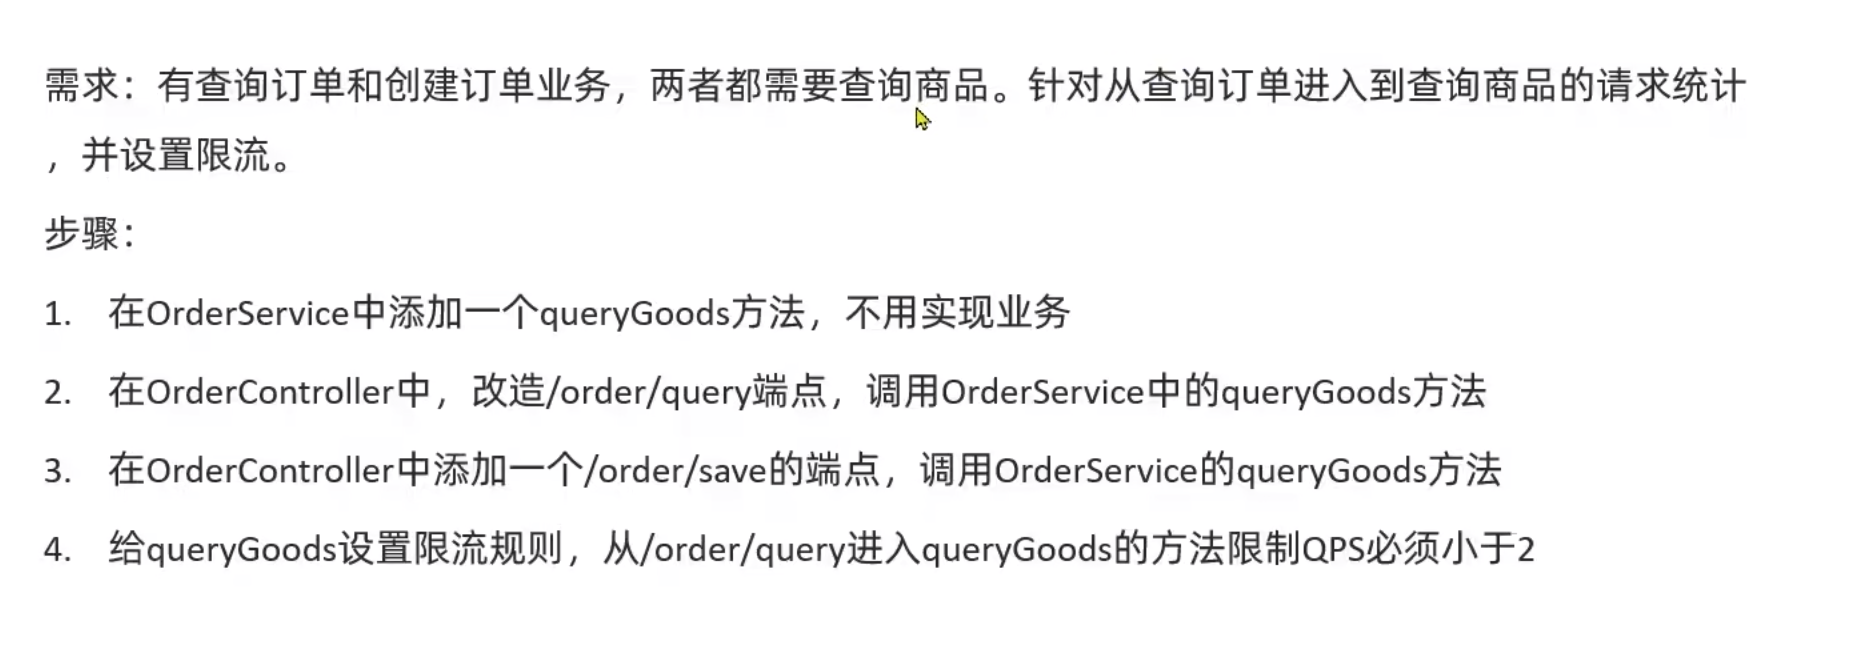 需求：有查询订单和创建订单业务，两者都需要查询商品。针对从查询订单进入到查询商品的请求统计
，并设置限流。
步骤：
1. 在OrderService中添加一个queryGoods方法，不用实现业务
2. 在OrderController中，改造/order/query端点，调用OrderService中的queryGoods方法
3. 在OrderController中添加一个/order/save的端点，调用OrderService的queryGoods方法
4. 给queryGoods设置限流规则，从/order/query进入queryGoods的方法限制QPS必须小于2